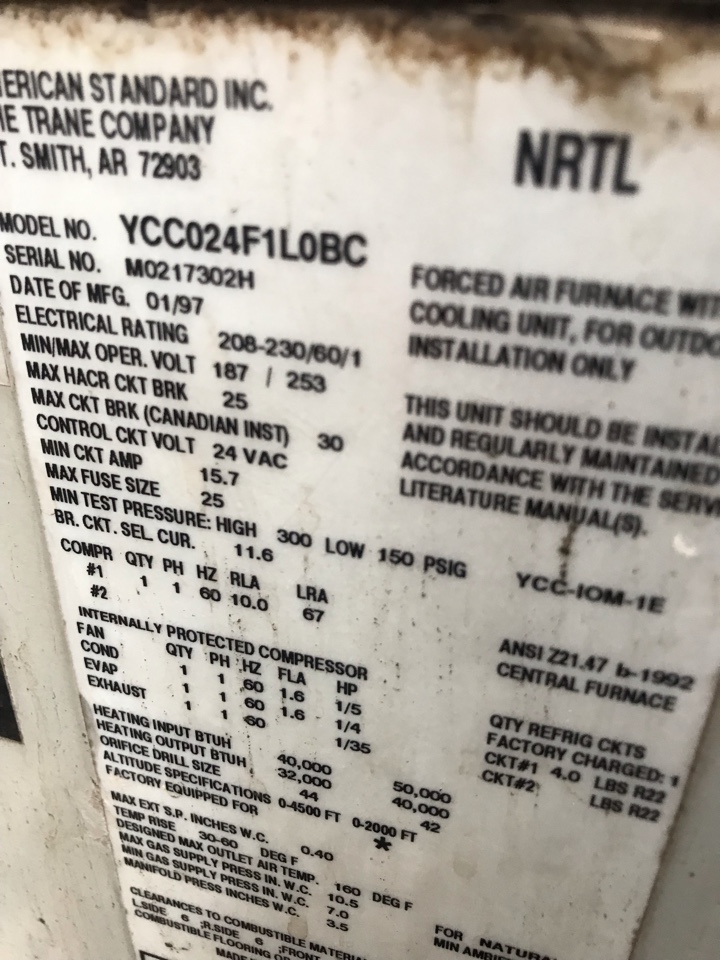 ERICAN STANDARD INC.
HE TRANE COMPANY
T. SMITH, AR 72903
NRTL
MODEL NO. YCC024F1L0BC
SERIAL NO. M0217302H
DATE OF MFG. 01/97
ELECTRICAL RATING 208-230/60/1
MIN/MAX OPER. VOLT 187 / 253
MAX HACR CKT BRK 25
MAX CKT BRK (CANADIAN INST) 30
CONTROL CKT VOLT 24 VAC
MIN CKT AMP 15.7
MAX FUSE SIZE 25
MIN TEST PRESSURE: HIGH 300 LOW 150 PSIG
BR. CKT. SEL. CUR. 11.6
COMPR QTY PH HZ RLA LRA
#1 1 1 60 10.0 67
#2
INTERNALLY PROTECTED COMPRESSOR
FAN QTY PH HZ FLA HP
COND 1 1 60 1.6 1/5
EVAP 1 1 60 1.6 1/4
EXHAUST 1 1 60 1/35
HEATING INPUT BTUH 40,000 50,000
HEATING OUTPUT BTUH 32,000 40,000
ORIFICE DRILL SIZE 44 42
ALTITUDE SPECIFICATIONS 0-4500 FT 0-2000 FT
FACTORY EQUIPPED FOR *
MAX EXT S.P. INCHES W.C. 0.40
TEMP RISE 30-60 DEG F
DESIGNED MAX OUTLET AIR TEMP. 160 DEG F
MAX GAS SUPPLY PRESS IN. W.C. 10.5
MIN GAS SUPPLY PRESS IN. W.C. 7.0
MANIFOLD PRESS INCHES W.C. 3.5
CLEARANCES TO COMBUSTIBLE MATERIA
L.SIDE 6 ;R.SIDE 6 ;FRONT
COMBUSTIBLE FLOORING O
MADE
FORCED AIR FURNACE WIT
COOLING UNIT, FOR OUTDO
INSTALLATION ONLY
THIS UNIT SHOULD BE INSTAL
AND REGULARLY MAINTAINED
ACCORDANCE WITH THE SERV
LITERATURE MANUAL(S).
YCC-IOM-1E
ANSI Z21.47 b-1992
CENTRAL FURNACE
QTY REFRIG CKTS
FACTORY CHARGED: 1
CKT#1 4.0 LBS R22
CKT#2 LBS R22
FOR NATURA
MIN AMBIE